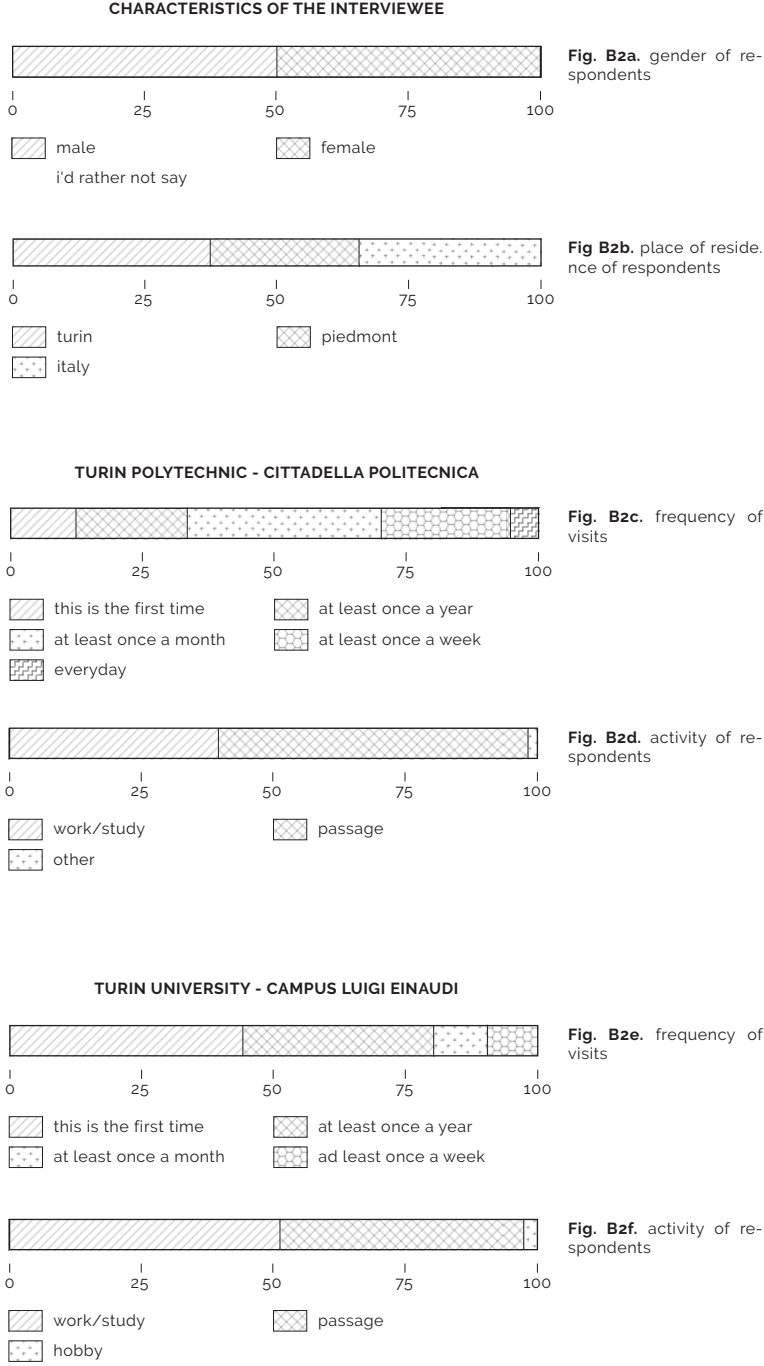 CHARACTERISTICS OF THE INTERVIEWEE
Fig. B2a. gender of re-
spondents
0 25 50 75 100
male female
i'd rather not say
Fig B2b. place of reside.
nce of respondents
0 25 50 75 100
turin piedmont
italy
TURIN POLYTECHNIC - CITTADELLA POLITECNICA
Fig. B2c. frequency of
visits
0 25 50 75 100
this is the first time at least once a year
at least once a month at least once a week
everyday
Fig. B2d. activity of re-
spondents
0 25 50 75 100
work/study passage
other
TURIN UNIVERSITY - CAMPUS LUIGI EINAUDI
Fig. B2e. frequency of
visits
0 25 50 75 100
this is the first time at least once a year
at least once a month ad least once a week
Fig. B2f. activity of re-
spondents
0 25 50 75 100
work/study passage
hobby